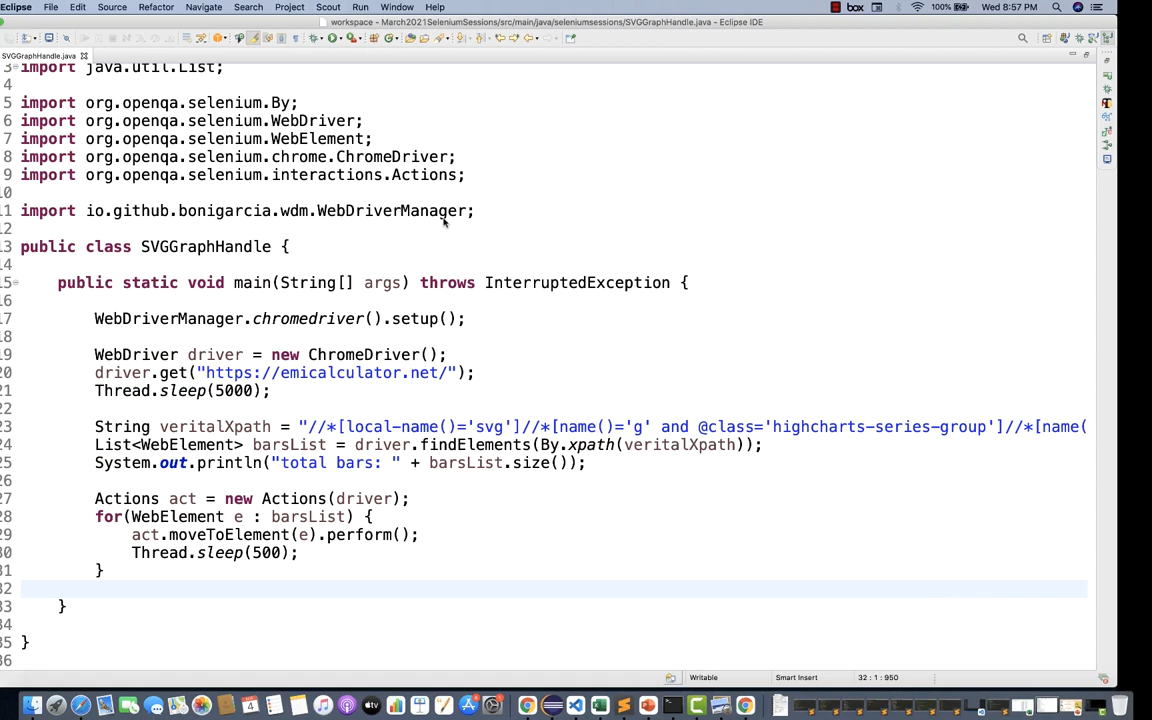 Eclipse File Edit Source Refactor Navigate Search Project Scout Run Window Help box 100% Wed 8:57 PM
workspace - March2021SeleniumSessions/src/main/java/seleniumsessions/SVGGraphHandle.java - Eclipse IDE
SVGGraphHandle.java
3 import java.util.List;
4
5 import org.openqa.selenium.By;
6 import org.openqa.selenium.WebDriver;
7 import org.openqa.selenium.WebElement;
8 import org.openqa.selenium.chrome.ChromeDriver;
9 import org.openqa.selenium.interactions.Actions;
10
11 import io.github.bonigarcia.wdm.WebDriverManager;
12
13 public class SVGGraphHandle {
14
15 public static void main(String[] args) throws InterruptedException {
16
17 WebDriverManager.chromedriver().setup();
18
19 WebDriver driver = new ChromeDriver();
20 driver.get("https://emicalculator.net/");
21 Thread.sleep(5000);
22
23 String veritalXpath = "//*[local-name()='svg']//*[name()='g' and @class='highcharts-series-group']//*[name(
24 List<WebElement> barsList = driver.findElements(By.xpath(veritalXpath));
25 System.out.println("total bars: " + barsList.size());
26
27 Actions act = new Actions(driver);
28 for(WebElement e : barsList) {
29 act.moveToElement(e).perform();
30 Thread.sleep(500);
31 }
32
33 }
34
35 }
36
Writable Smart Insert 32 : 1 : 950